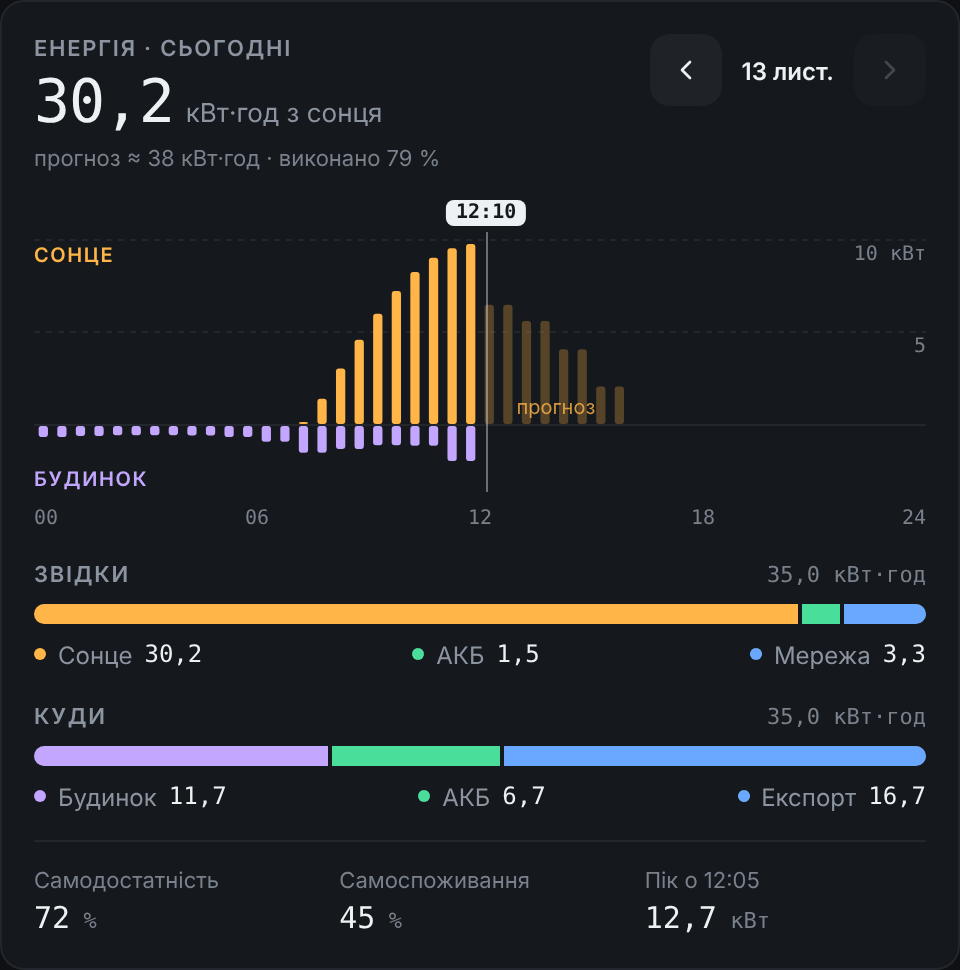 ЕНЕРГІЯ · СЬОГОДНІ
13 лист.
30,2 кВт·год з сонця
прогноз ≈ 38 кВт·год · виконано 79 %
12:10
СОНЦЕ
10 кВт
5
прогноз
БУДИНОК
00 06 12 18 24
ЗВІДКИ 35,0 кВт·год
Сонце 30,2 АКБ 1,5 Мережа 3,3
КУДИ 35,0 кВт·год
Будинок 11,7 АКБ 6,7 Експорт 16,7
Самодостатність Самоспоживання Пік о 12:05
72 % 45 % 12,7 кВт